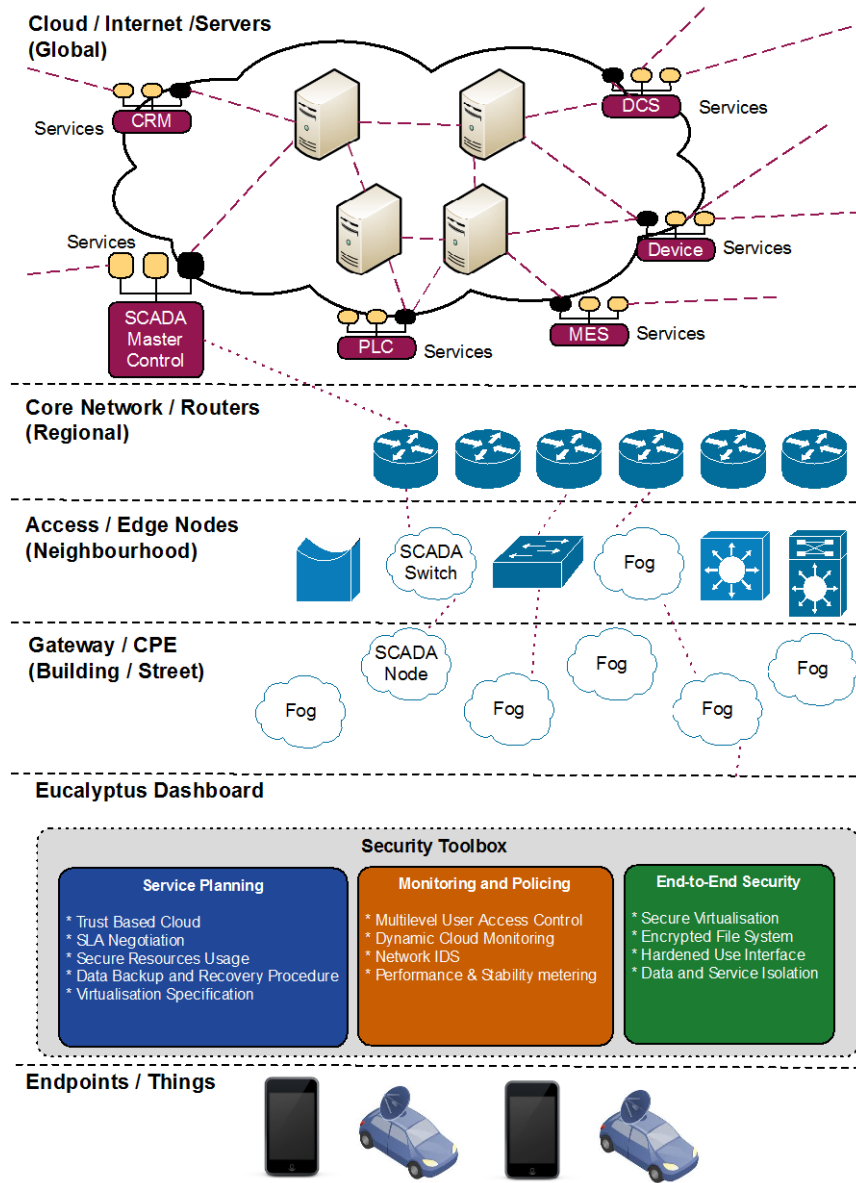 Cloud / Internet /Servers
(Global)
CRM
Services
DCS
Services
Services
Device
Services
SCADA
Master
Control
PLC
Services
MES
Services
Core Network / Routers
(Regional)
Access / Edge Nodes
(Neighbourhood)
SCADA
Switch
Fog
Gateway / CPE
(Building / Street)
SCADA
Node
Fog
Fog
Fog
Fog
Fog
Eucalyptus Dashboard
Security Toolbox
Service Planning
* Trust Based Cloud
* SLA Negotiation
* Secure Resources Usage
* Data Backup and Recovery Procedure
* Virtualisation Specification
Monitoring and Policing
* Multilevel User Access Control
* Dynamic Cloud Monitoring
* Network IDS
* Performance & Stability metering
End-to-End Security
* Secure Virtualisation
* Encrypted File System
* Hardened Use Interface
* Data and Service Isolation
Endpoints / Things